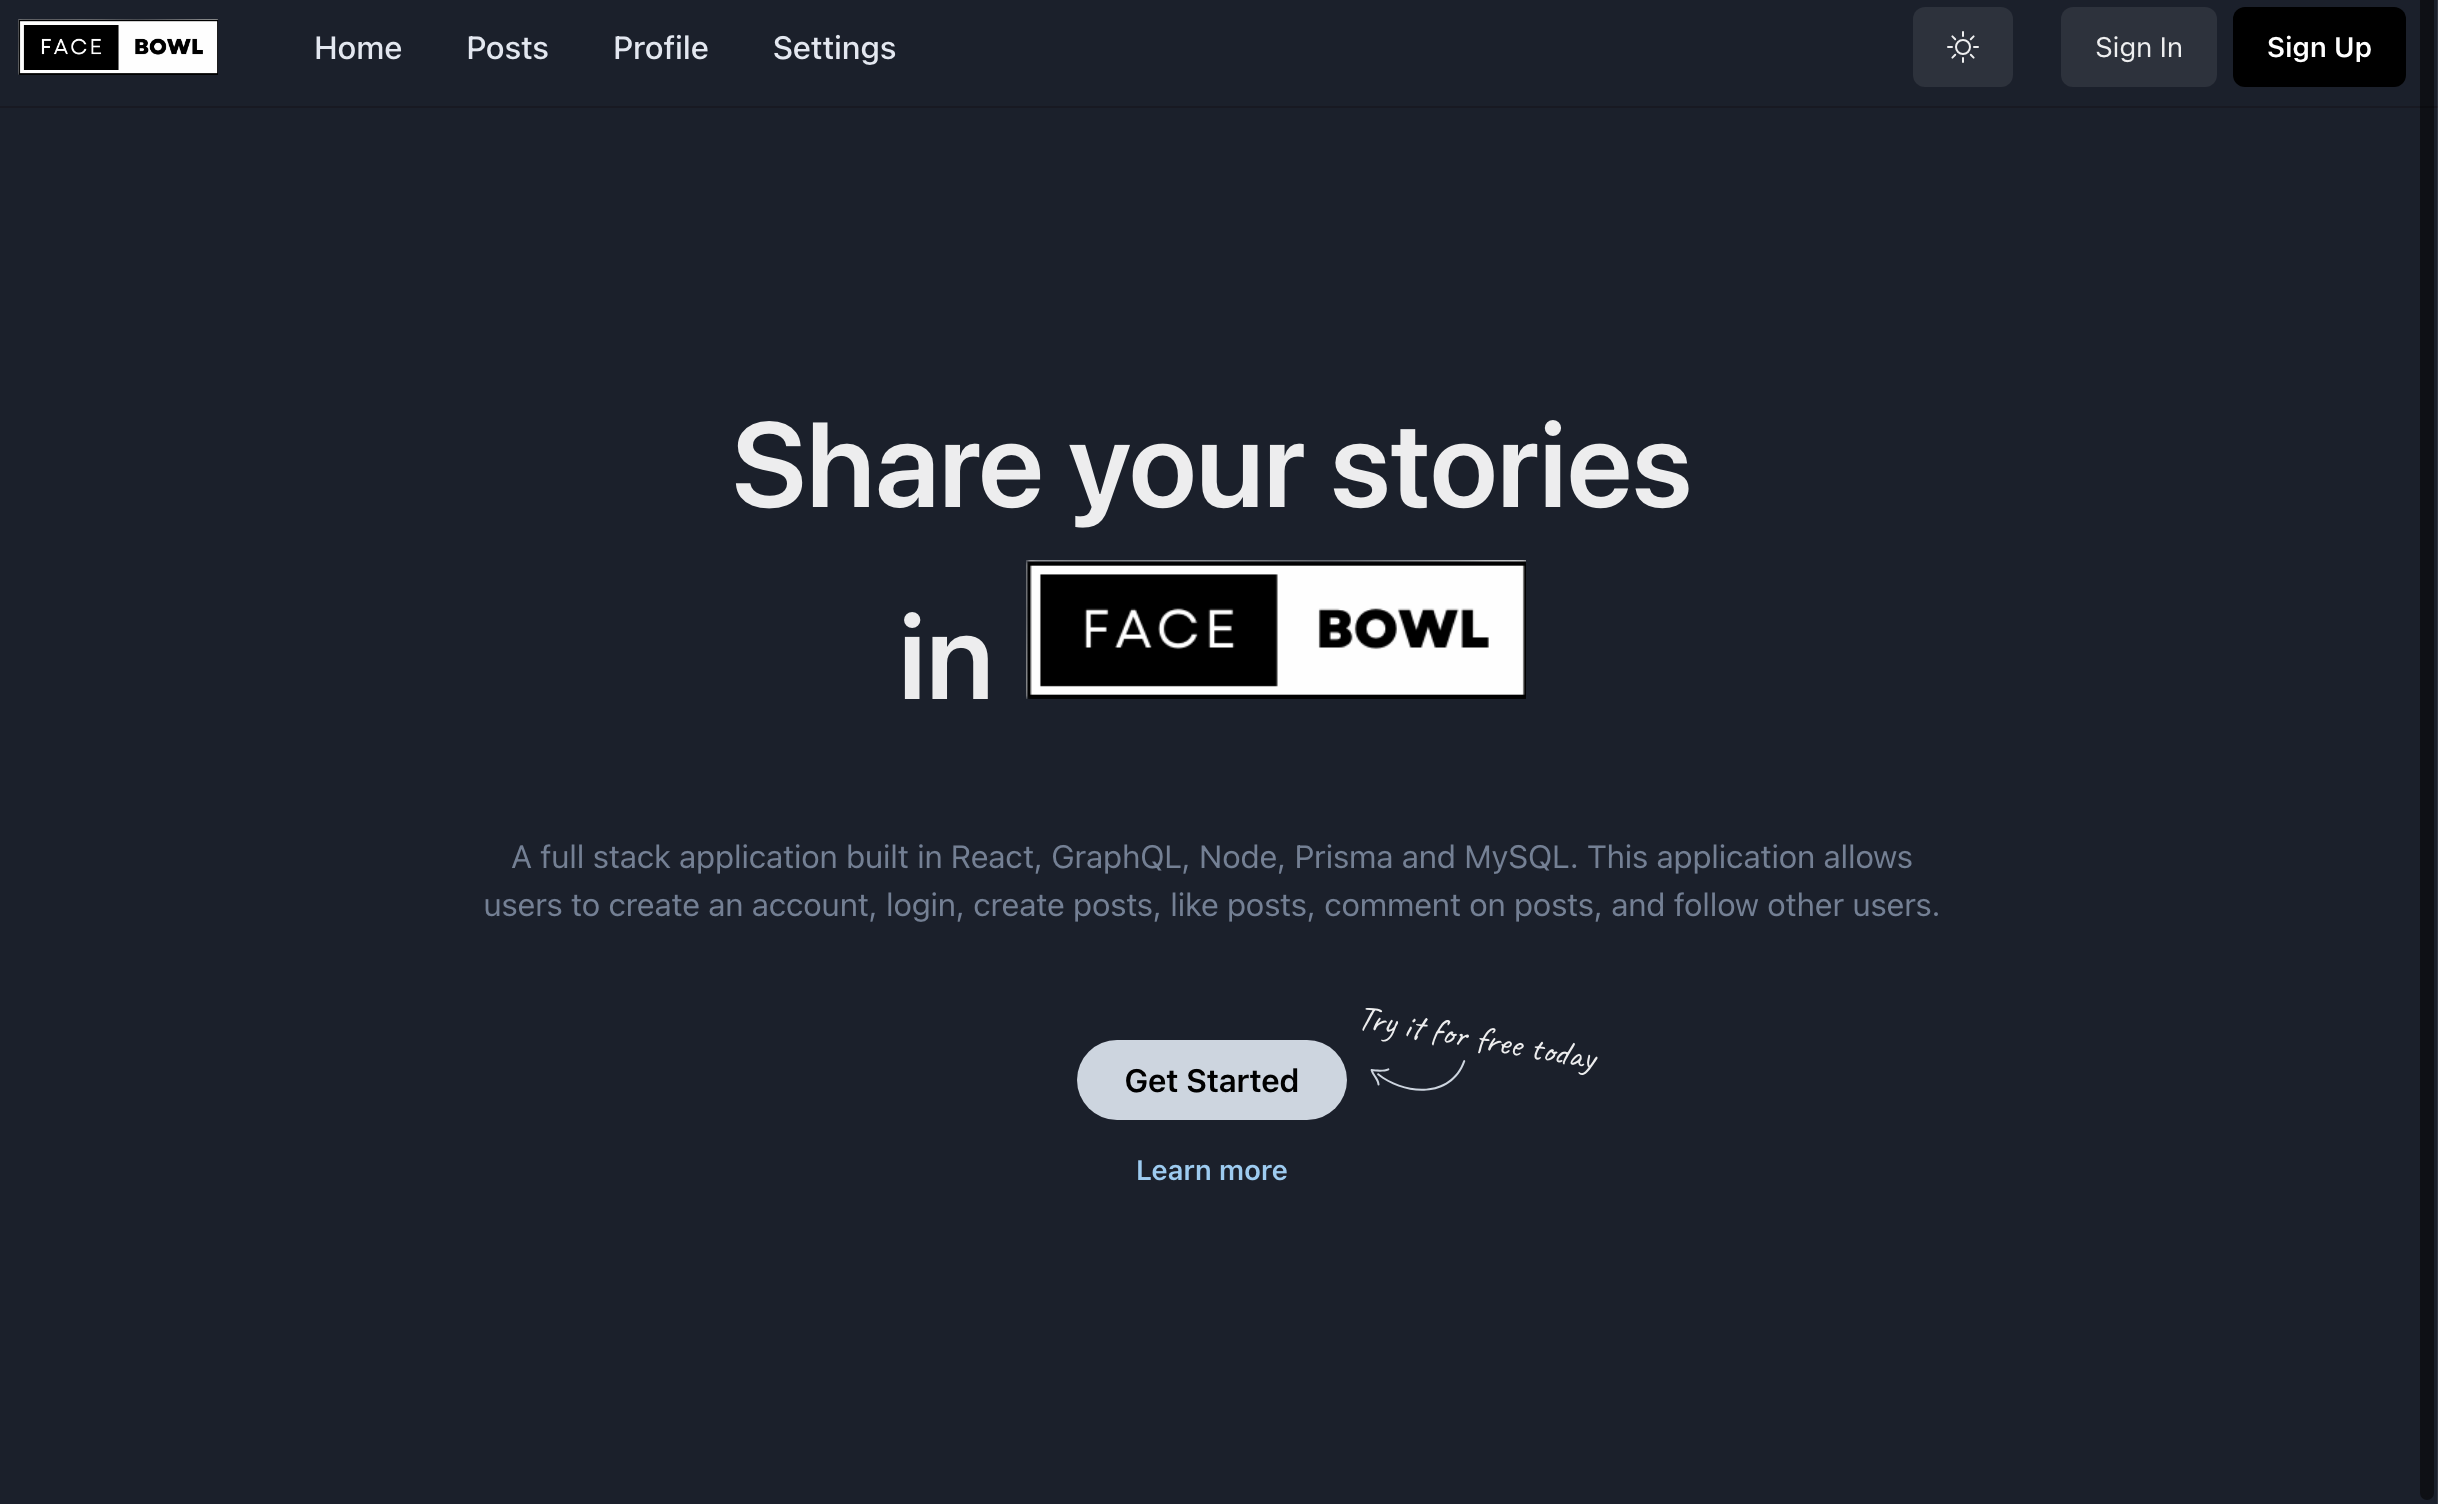 FACE BOWL
Home
Posts
Profile
Settings
Sign In
Sign Up
Share your stories
in FACE BOWL
A full stack application built in React, GraphQL, Node, Prisma and MySQL. This application allows
users to create an account, login, create posts, like posts, comment on posts, and follow other users.
Try it for free today
Get Started
Learn more